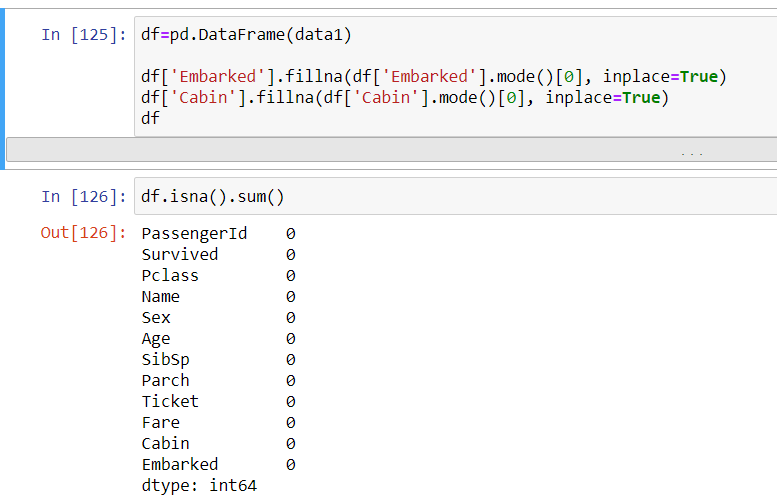 In [125]: df=pd.DataFrame(data1)
df['Embarked'].fillna(df['Embarked'].mode()[0], inplace=True)
df['Cabin'].fillna(df['Cabin'].mode()[0], inplace=True)
df
...
In [126]: df.isna().sum()
Out[126]: PassengerId    0
Survived       0
Pclass         0
Name           0
Sex            0
Age            0
SibSp          0
Parch          0
Ticket         0
Fare           0
Cabin          0
Embarked       0
dtype: int64